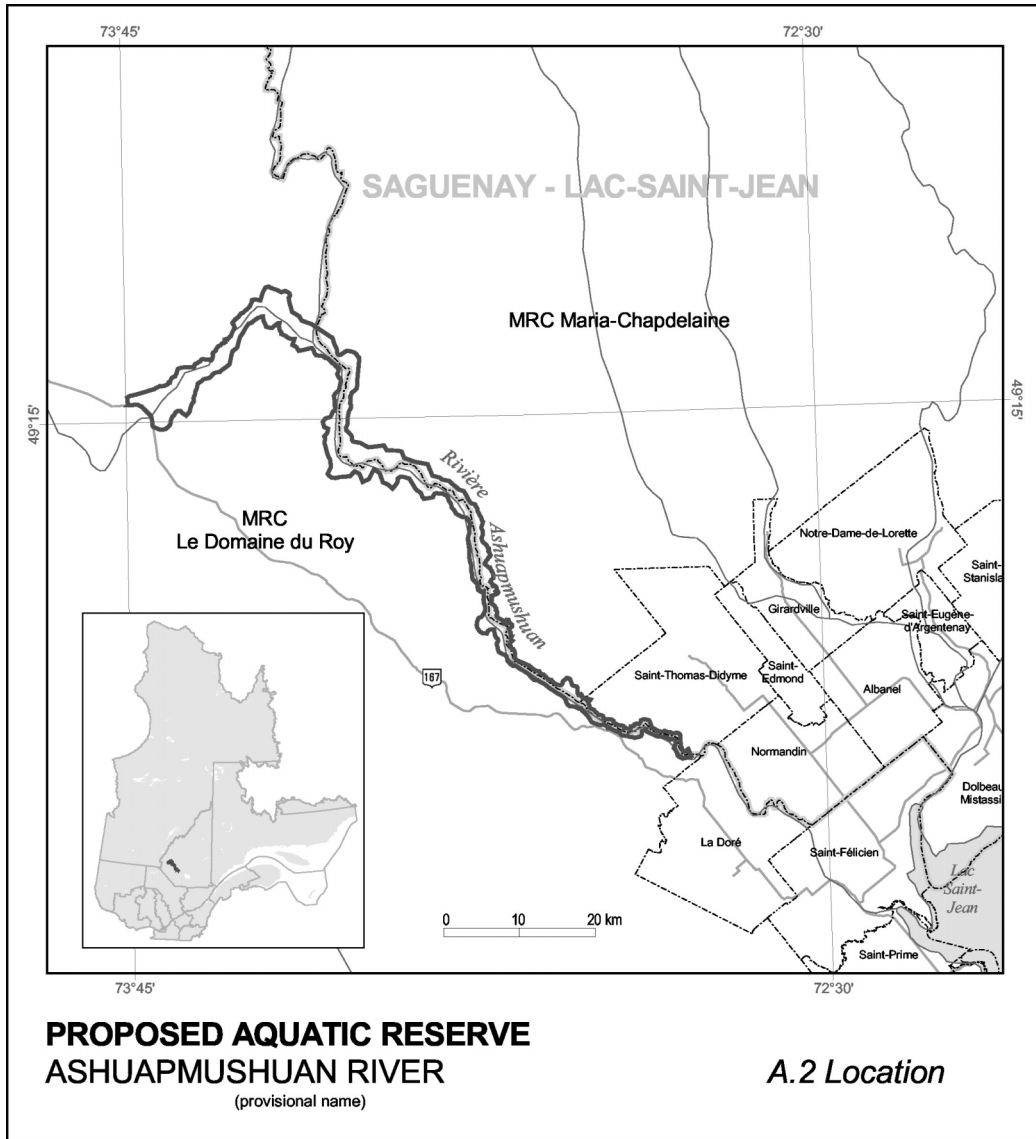 73°45'
72°30'
SAGUENAY - LAC-SAINT-JEAN
MRC Maria-Chapdelaine
49°15'
49°15'
Rivière
Ashuapmushuan
MRC
Le Domaine du Roy
Notre-Dame-de-Lorette
Saint-
Stanisla
Girardville
Saint-Eugène-
d'Argentenay
167
Saint-Thomas-Didyme
Saint-
Edmond
Albanel
Normandin
Dolbeau
Mistassi
La Doré
Saint-Félicien
Lac
Saint-
Jean
0 10 20 km
Saint-Prime
73°45'
72°30'
PROPOSED AQUATIC RESERVE
ASHUAPMUSHUAN RIVER
(provisional name)
A.2 Location